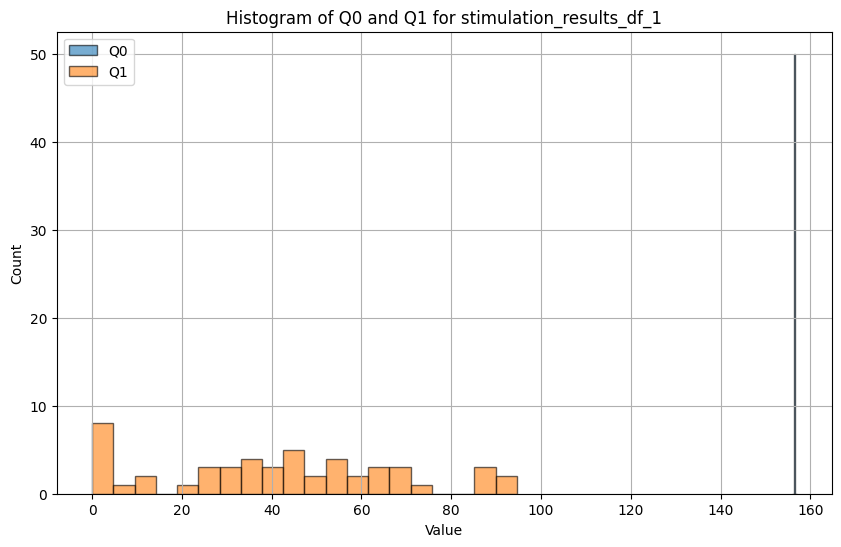 Histogram of Q0 and Q1 for stimulation_results_df_1
Q0
Q1
50
40
30
20
10
0
Count
0 20 40 60 80 100 120 140 160
Value